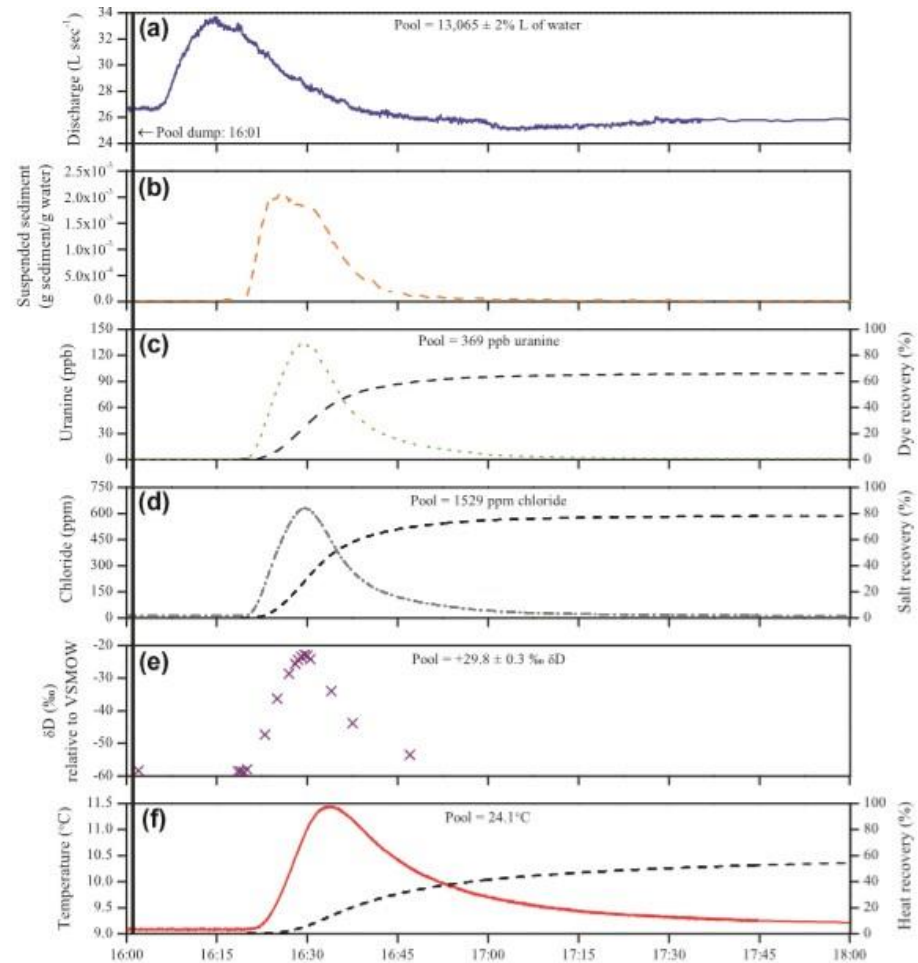 (a)
Pool = 13,065 ± 2% L of water
← Pool dump: 16:01
Discharge (L sec⁻¹)
34
32
30
28
26
24
(b)
Suspended sediment
(g sediment/g water)
2.5x10⁻³
2.0x10⁻³
1.5x10⁻³
1.0x10⁻³
5.0x10⁻⁴
0.0
(c)
Pool = 369 ppb uranine
Uranine (ppb)
150
120
90
60
30
0
Dye recovery (%)
100
80
60
40
20
0
(d)
Pool = 1529 ppm chloride
Chloride (ppm)
750
600
450
300
150
0
Salt recovery (%)
100
80
60
40
20
0
(e)
Pool = +29.8 ± 0.3 ‰ δD
δD (‰)
relative to VSMOW
-20
-30
-40
-50
-60
(f)
Pool = 24.1°C
Temperature (°C)
11.5
11.0
10.5
10.0
9.5
9.0
Heat recovery (%)
100
80
60
40
20
0
16:00
16:15
16:30
16:45
17:00
17:15
17:30
17:45
18:00